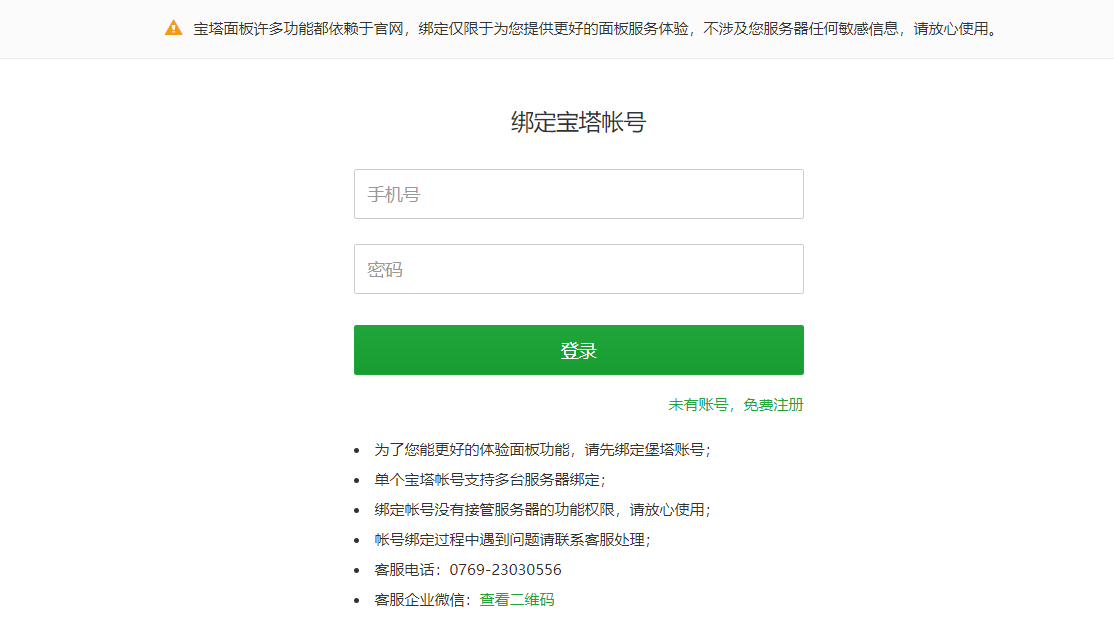 宝塔面板许多功能都依赖于官网，绑定仅限于为您提供更好的面板服务体验，不涉及您服务器任何敏感信息，请放心使用。
绑定宝塔帐号
手机号
密码
登录
未有账号，免费注册
为了您能更好的体验面板功能，请先绑定堡塔账号；
单个宝塔帐号支持多台服务器绑定；
绑定帐号没有接管服务器的功能权限，请放心使用；
帐号绑定过程中遇到问题请联系客服处理；
客服电话：0769-23030556
客服企业微信：查看二维码